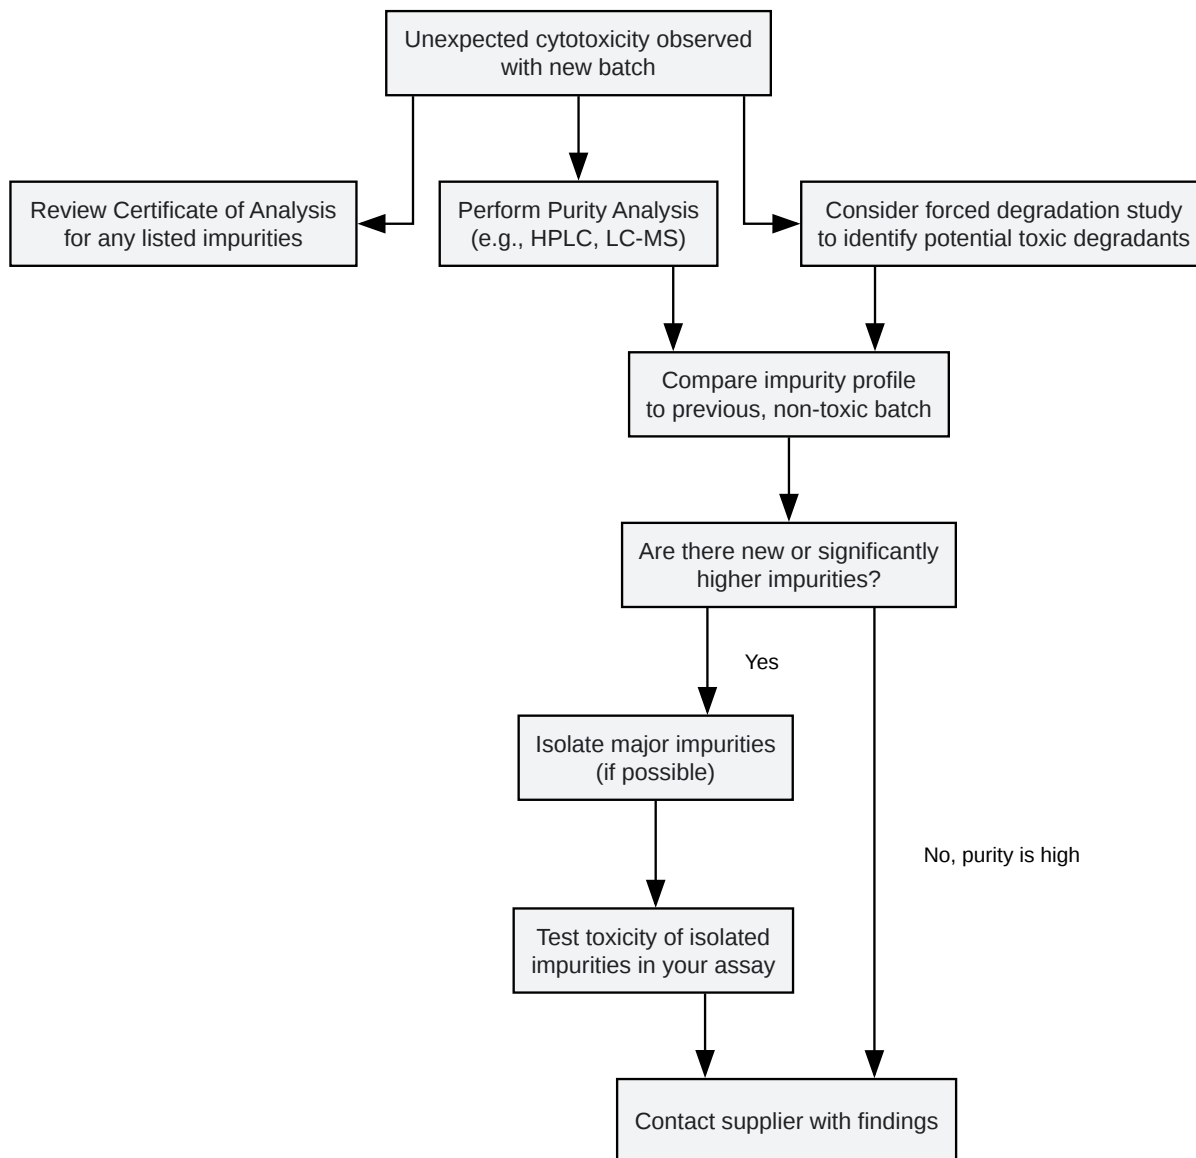 Unexpected cytotoxicity observed
with new batch
Review Certificate of Analysis
for any listed impurities
Perform Purity Analysis
(e.g., HPLC, LC-MS)
Consider forced degradation study
to identify potential toxic degradants
Compare impurity profile
to previous, non-toxic batch
Are there new or significantly
higher impurities?
Yes
Isolate major impurities
(if possible)
No, purity is high
Test toxicity of isolated
impurities in your assay
Contact supplier with findings